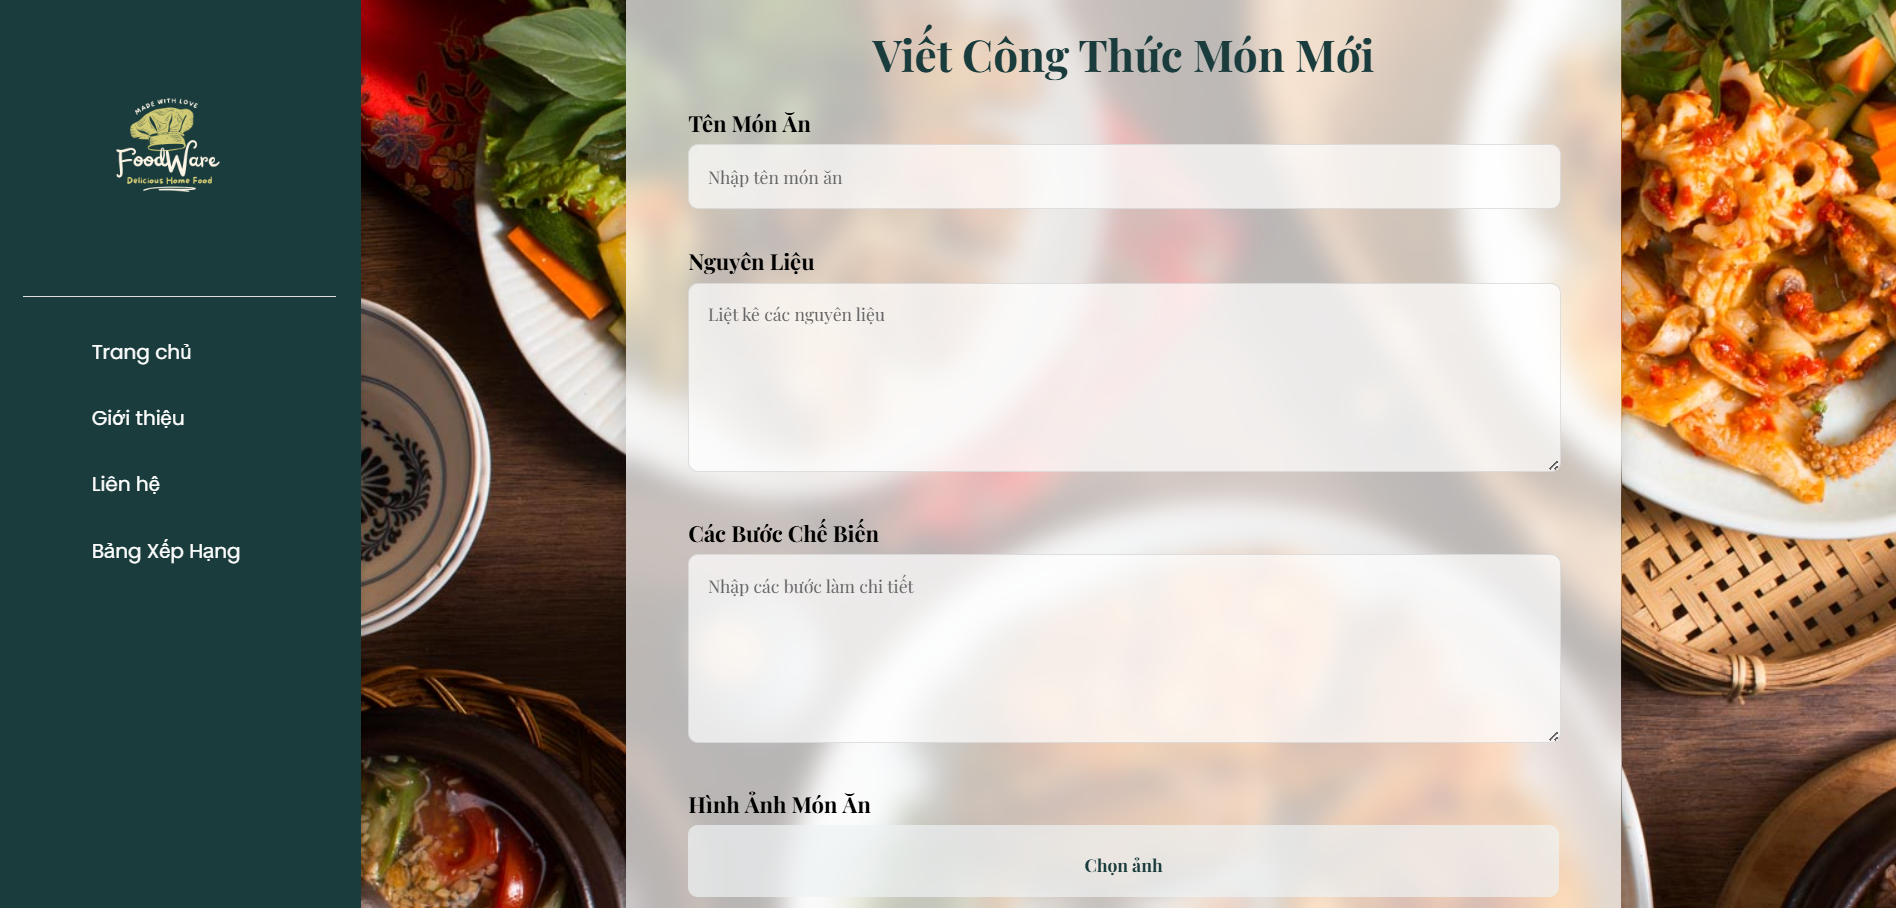 MADE WITH LOVE
FoodWare
Delicious Home Food
Trang chủ
Giới thiệu
Liên hệ
Bảng Xếp Hạng
Viết Công Thức Món Mới
Tên Món Ăn
Nhập tên món ăn
Nguyên Liệu
Liệt kê các nguyên liệu
Các Bước Chế Biến
Nhập các bước làm chi tiết
Hình Ảnh Món Ăn
Chọn ảnh